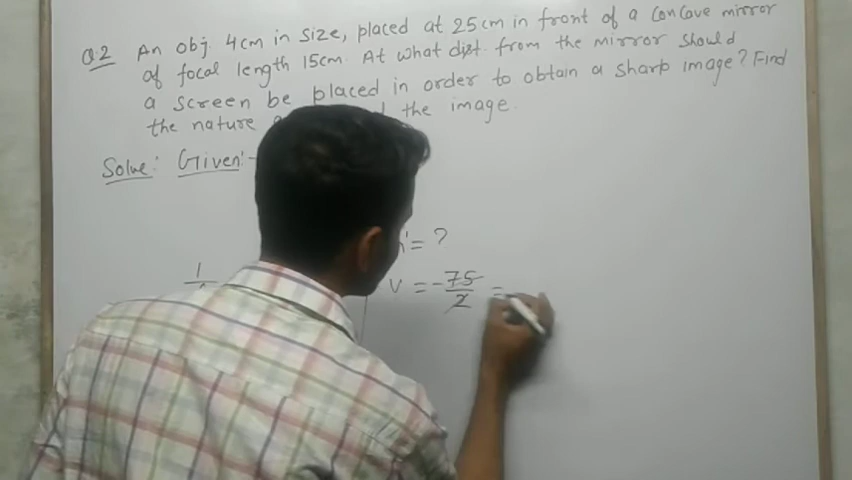 Q.2 An obj. 4cm in size, placed at 25cm in front of a concave mirror
of focal length 15cm. At what dist. from the mirror should
a screen be placed in order to obtain a sharp image? Find
the nature the image.
Solve: Given:-
h' = ?
1
v = -75/2 =